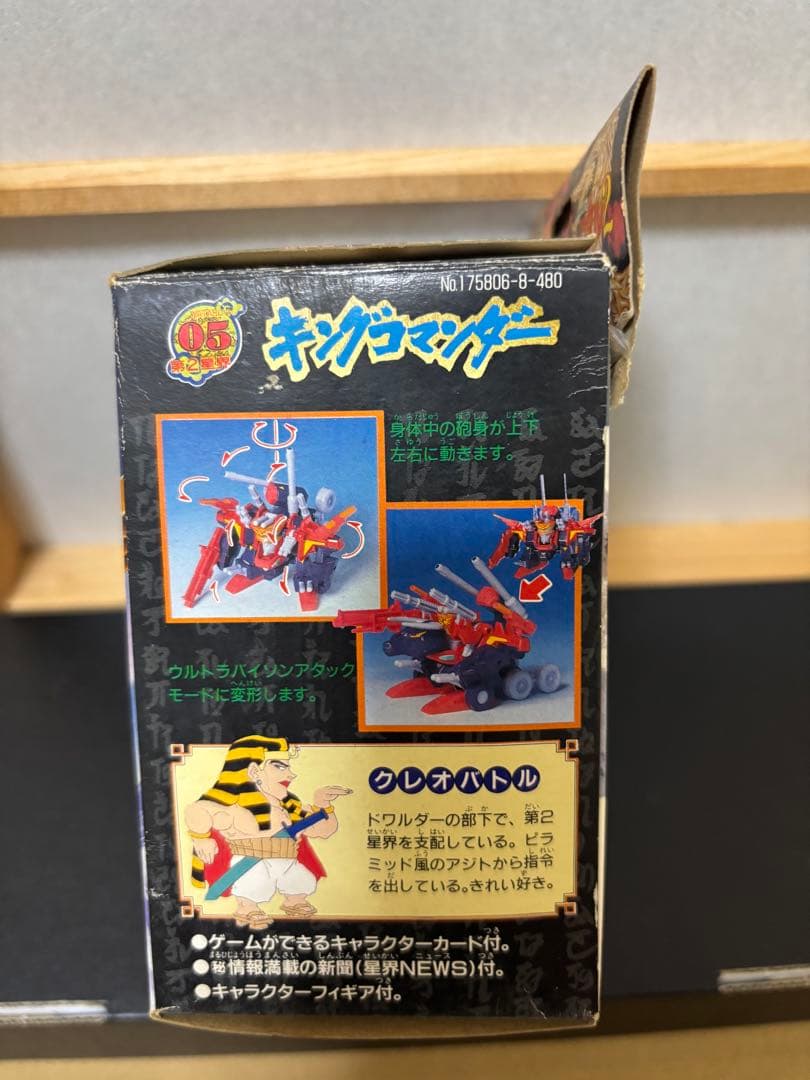 No.175806-8-480
05
第2星界
キングコマンダー
身体中の砲身が上下
左右に動きます。
ウルトラバイソンアタック
モードに変形します。
クレオパトル
ドワルダーの部下で、第2
星界を支配している。ピラ
ミッド風のアジトから指令
を出している。きれい好き。
●ゲームができるキャラクターカード付。
●㊙情報満載の新聞(星界NEWS)付。
●キャラクターフィギア付。